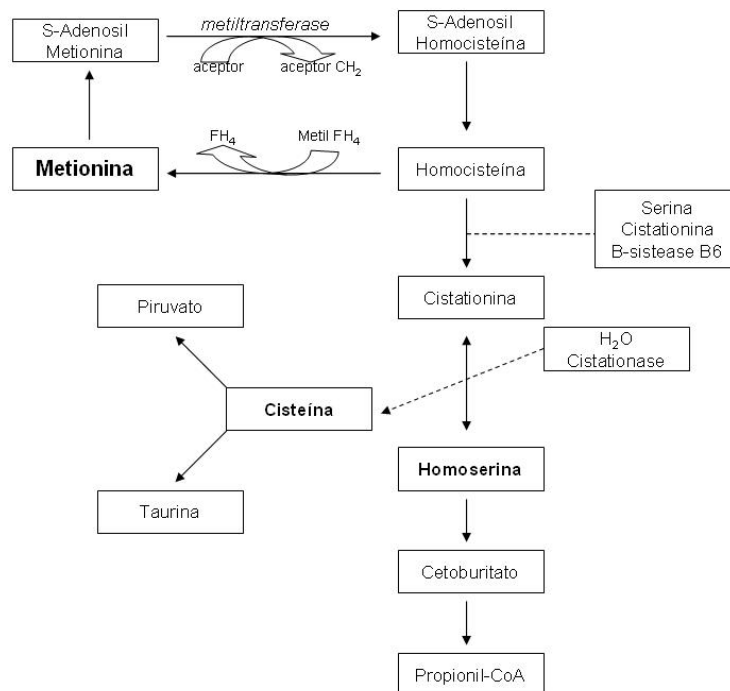 S-Adenosil
Metionina
metiltransferase
aceptor
aceptor CH₂
S-Adenosil
Homocisteína
FH₄
Metil FH₄
Metionina
Homocisteína
Serina
Cistationina
B-sistease B6
Cistationina
Piruvato
H₂O
Cistationase
Cisteína
Homoserina
Taurina
Cetoburitato
Propionil-CoA